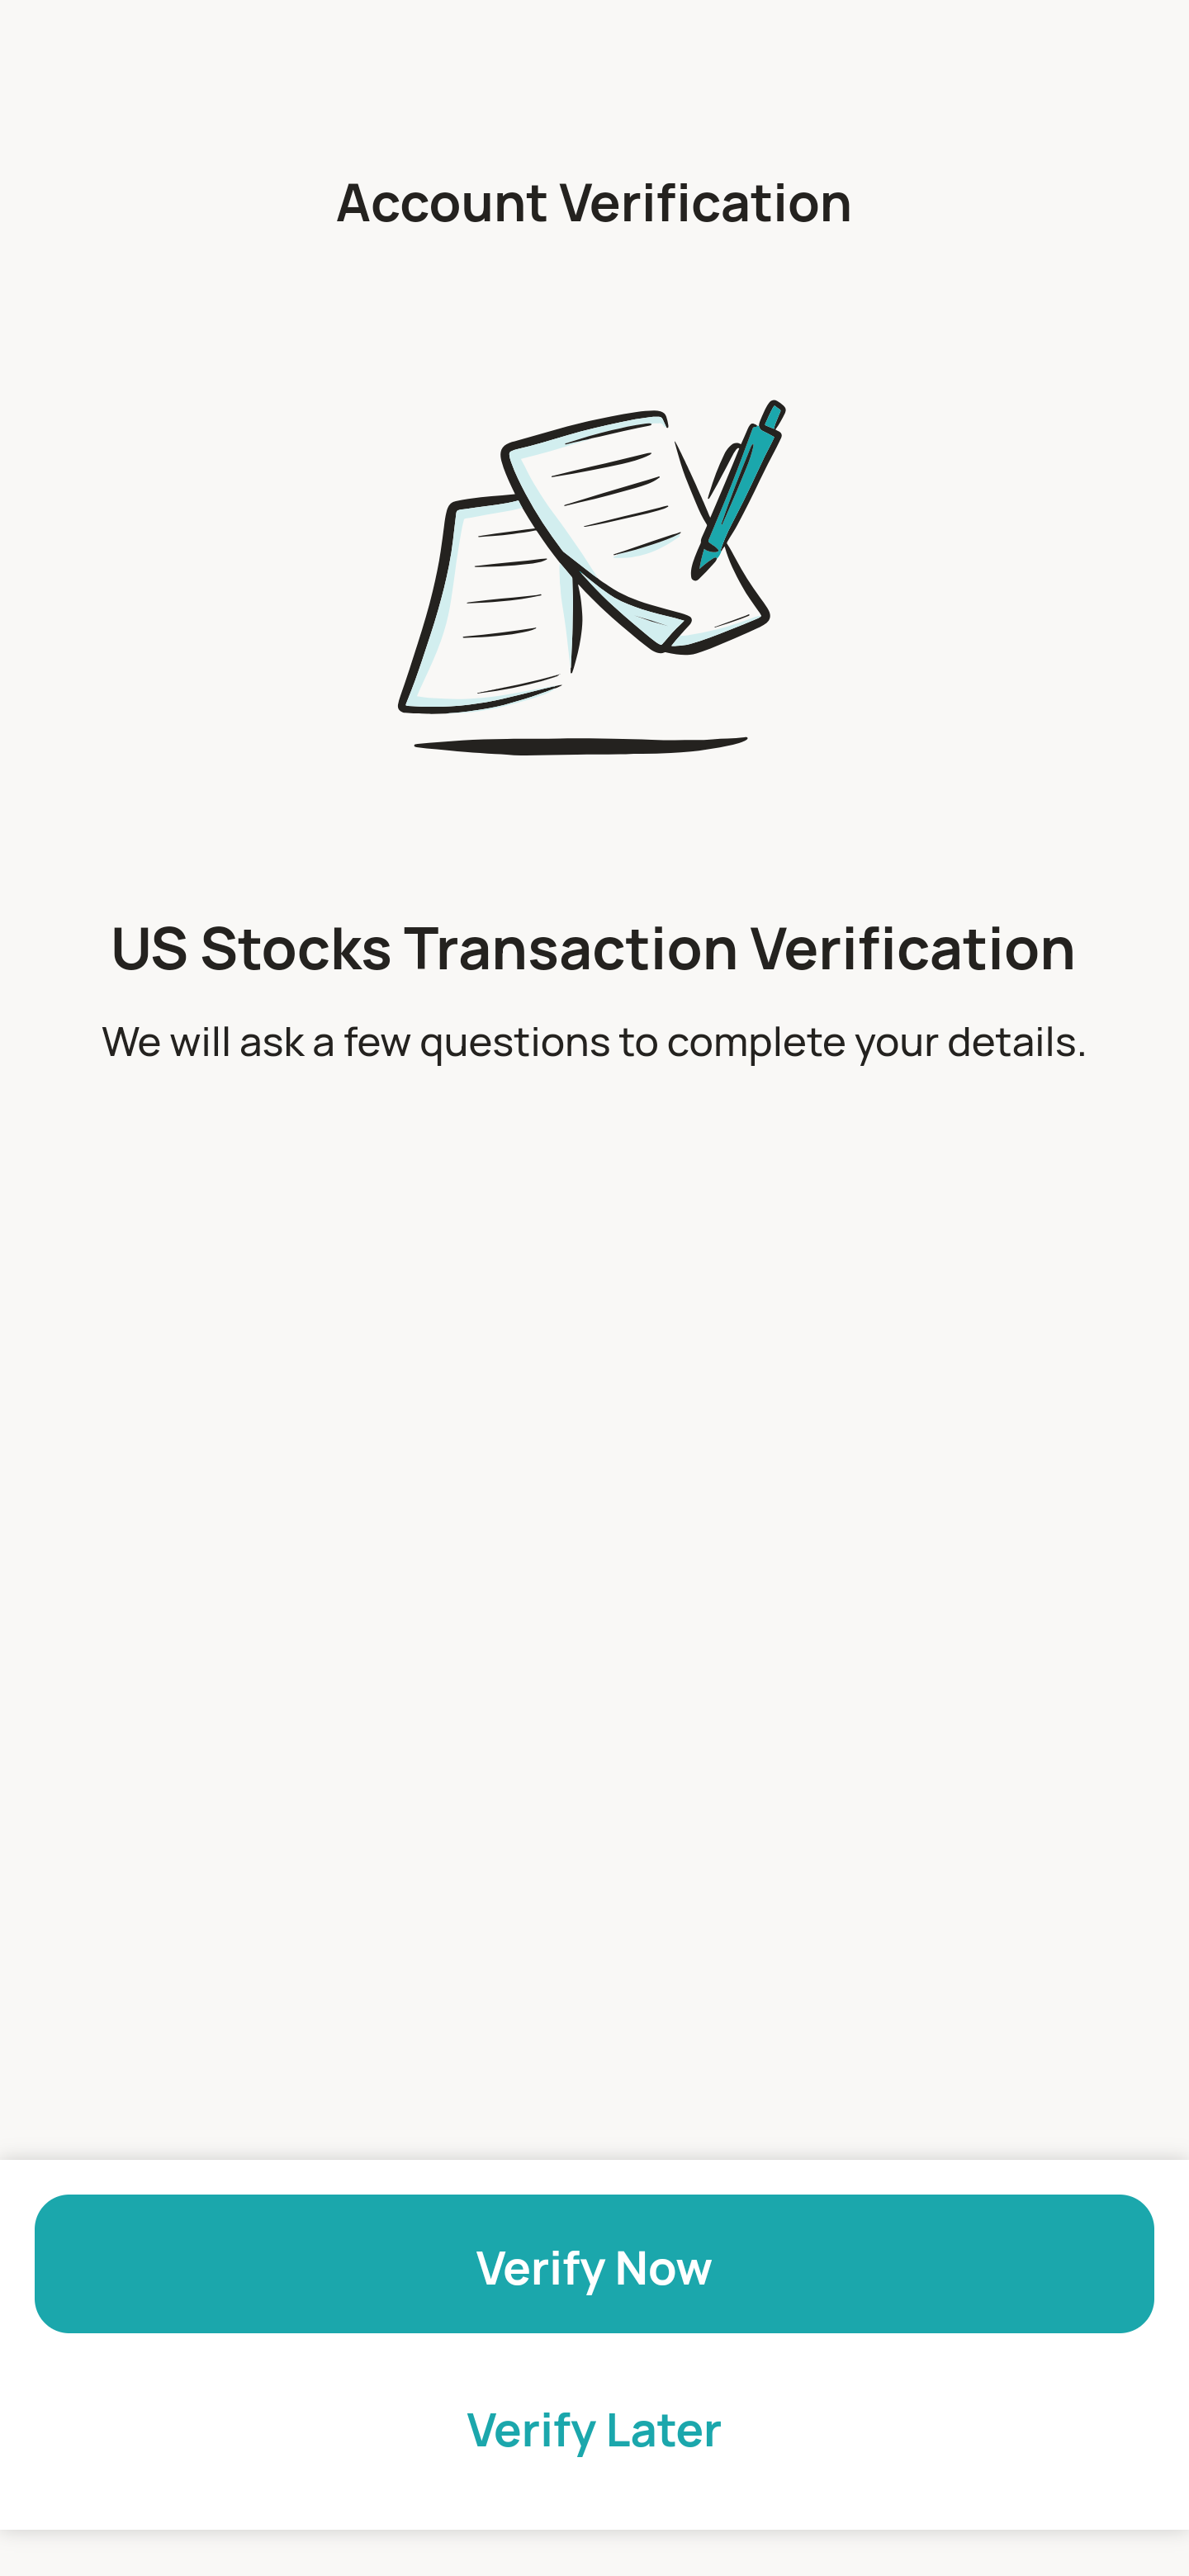 Account Verification
US Stocks Transaction Verification
We will ask a few questions to complete your details.
Verify Now
Verify Later